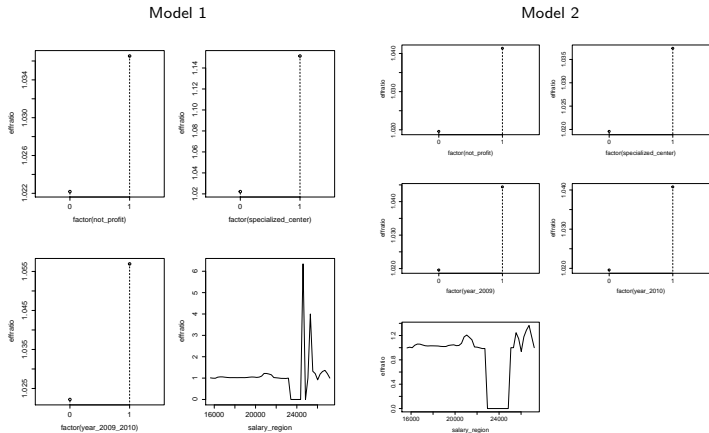 Model 1
effratio
1.022 1.026 1.030 1.034
0 1
factor(not_profit)
effratio
1.02 1.04 1.06 1.08 1.10 1.12 1.14
0 1
factor(specialized_center)
effratio
1.025 1.035 1.045 1.055
0 1
factor(year_2009_2010)
effratio
0 1 2 3 4 5 6
16000 20000 24000
salary_region
Model 2
effratio
1.020 1.030 1.040
0 1
factor(not_profit)
effratio
1.020 1.025 1.030 1.035
0 1
factor(specialized_center)
effratio
1.020 1.030 1.040
0 1
factor(year_2009)
effratio
1.020 1.030 1.040
0 1
factor(year_2010)
effratio
0.0 0.4 0.8 1.2
16000 20000 24000
salary_region